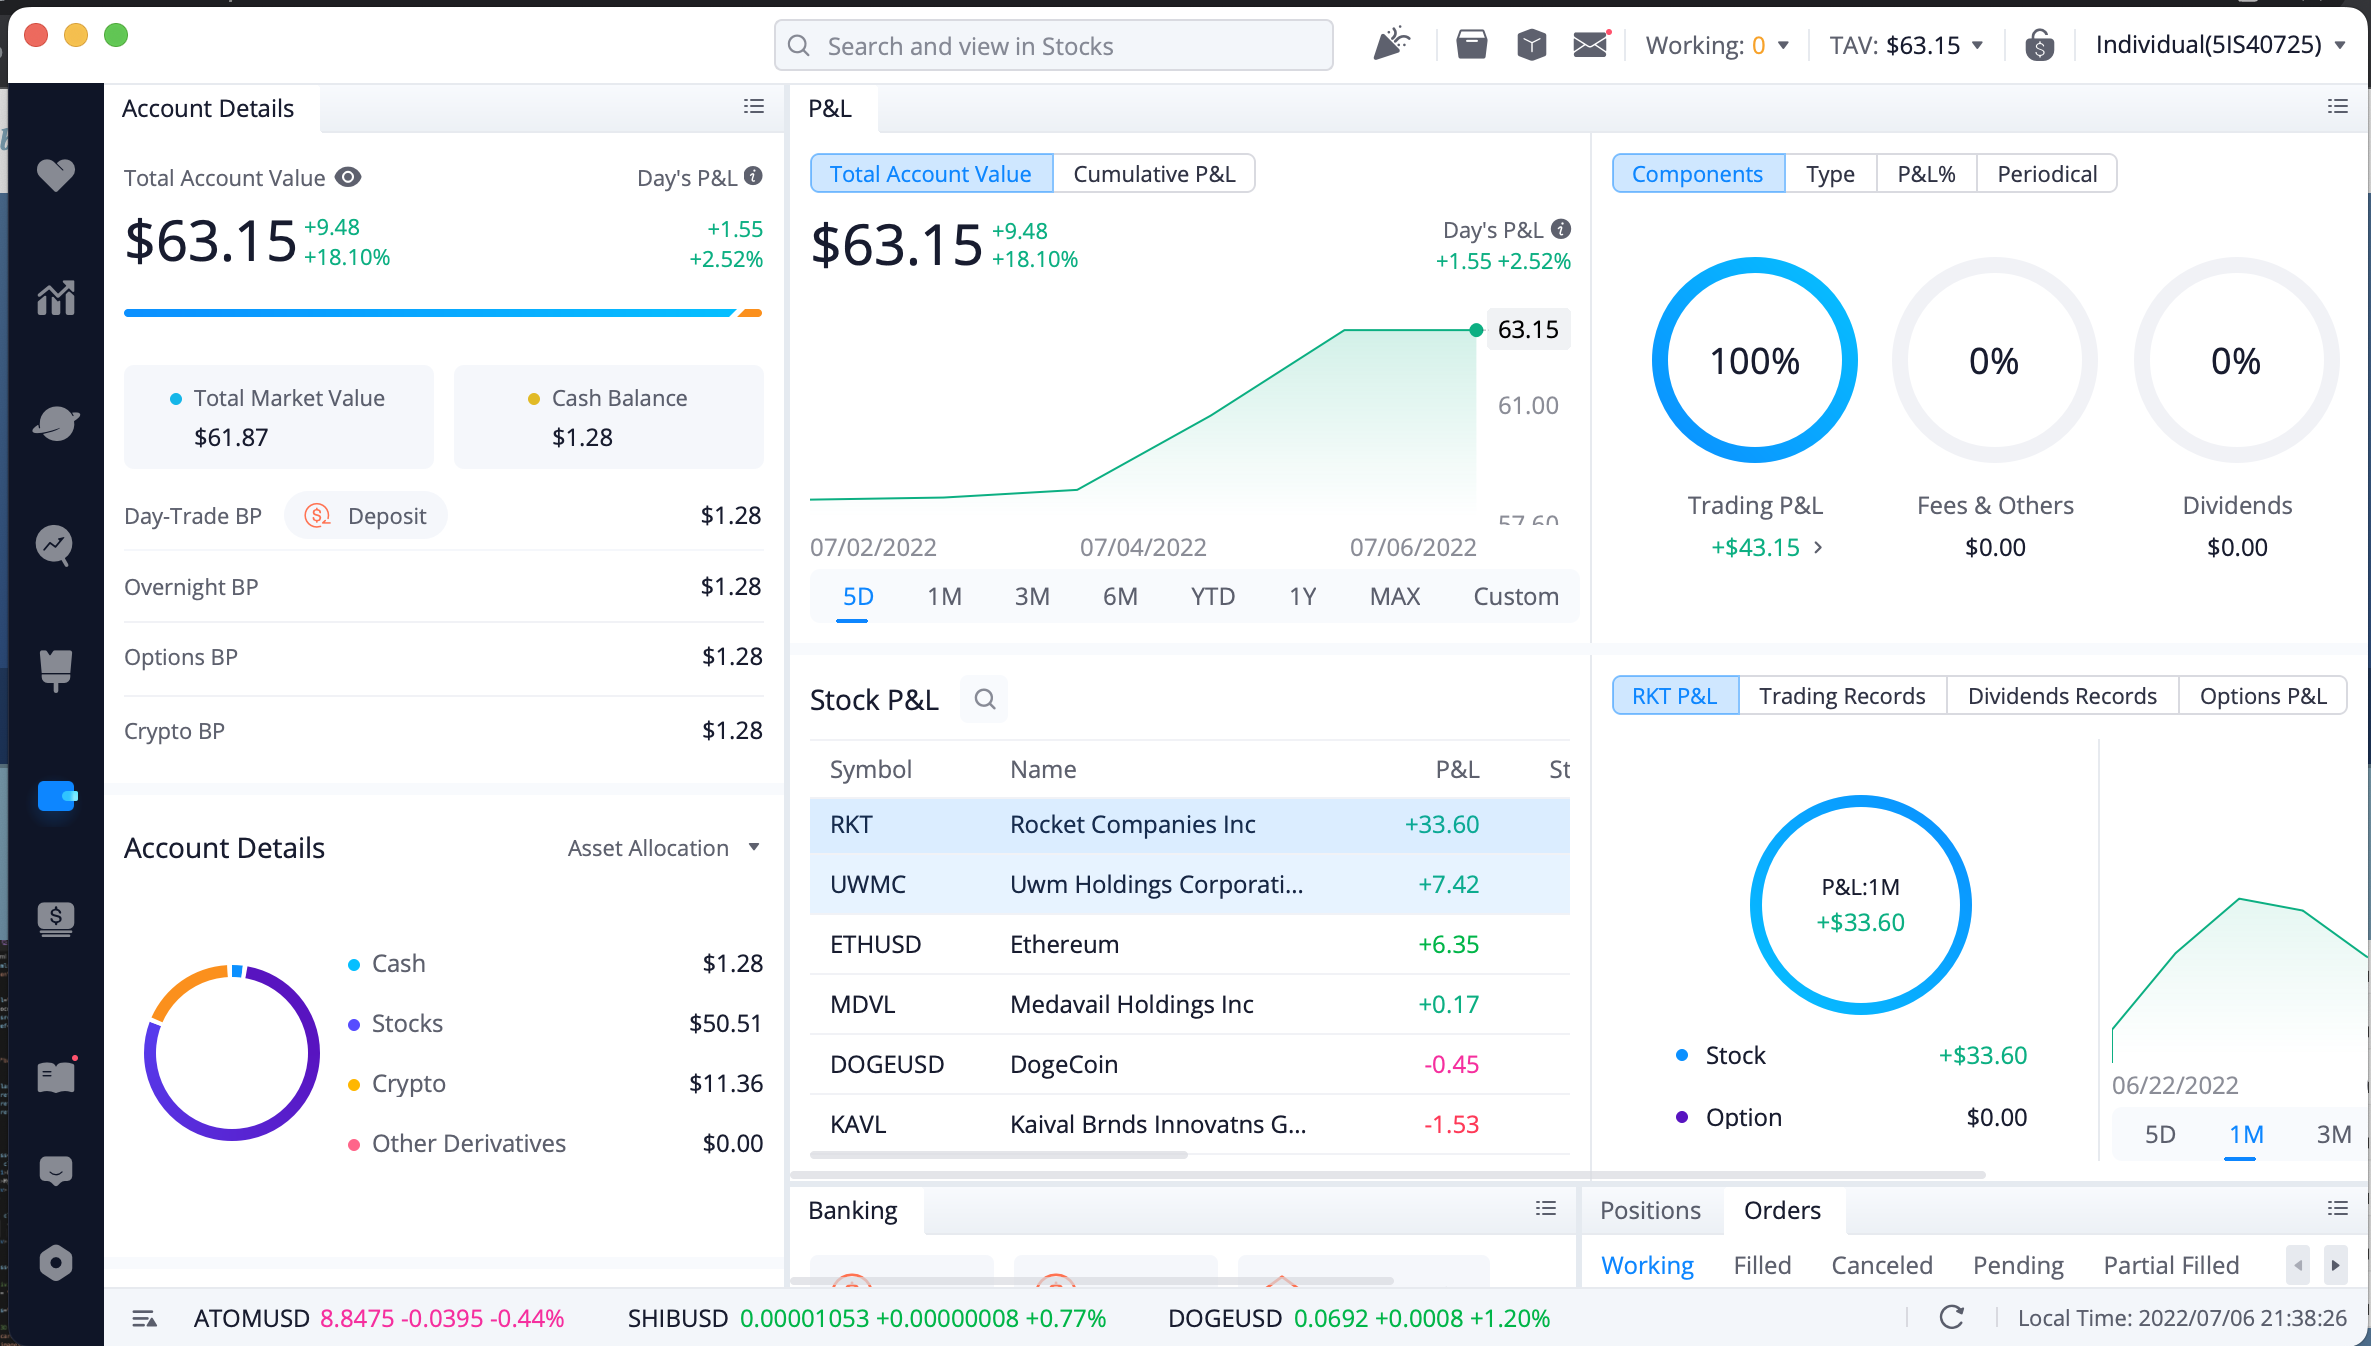 Search and view in Stocks
Working: 0
TAV: $63.15
Individual(5IS40725)
Account Details
Total Account Value
Day's P&L
$63.15
+9.48
+18.10%
+1.55
+2.52%
Total Market Value
$61.87
Cash Balance
$1.28
Day-Trade BP
Deposit
$1.28
Overnight BP
$1.28
Options BP
$1.28
Crypto BP
$1.28
Account Details
Asset Allocation
Cash
$1.28
Stocks
$50.51
Crypto
$11.36
Other Derivatives
$0.00
P&L
Total Account Value
Cumulative P&L
$63.15
+9.48
+18.10%
Day's P&L
+1.55 +2.52%
63.15
61.00
57.60
07/02/2022
07/04/2022
07/06/2022
5D
1M
3M
6M
YTD
1Y
MAX
Custom
Components
Type
P&L%
Periodical
100%
0%
0%
Trading P&L
Fees & Others
Dividends
+$43.15
$0.00
$0.00
Stock P&L
Symbol
Name
P&L
St
RKT
Rocket Companies Inc
+33.60
UWMC
Uwm Holdings Corporati...
+7.42
ETHUSD
Ethereum
+6.35
MDVL
Medavail Holdings Inc
+0.17
DOGEUSD
DogeCoin
-0.45
KAVL
Kaival Brnds Innovatns G...
-1.53
RKT P&L
Trading Records
Dividends Records
Options P&L
P&L:1M
+$33.60
Stock
+$33.60
Option
$0.00
06/22/2022
5D
1M
3M
Banking
Positions
Orders
Working
Filled
Canceled
Pending
Partial Filled
ATOMUSD 8.8475 -0.0395 -0.44%
SHIBUSD 0.00001053 +0.00000008 +0.77%
DOGEUSD 0.0692 +0.0008 +1.20%
Local Time: 2022/07/06 21:38:26